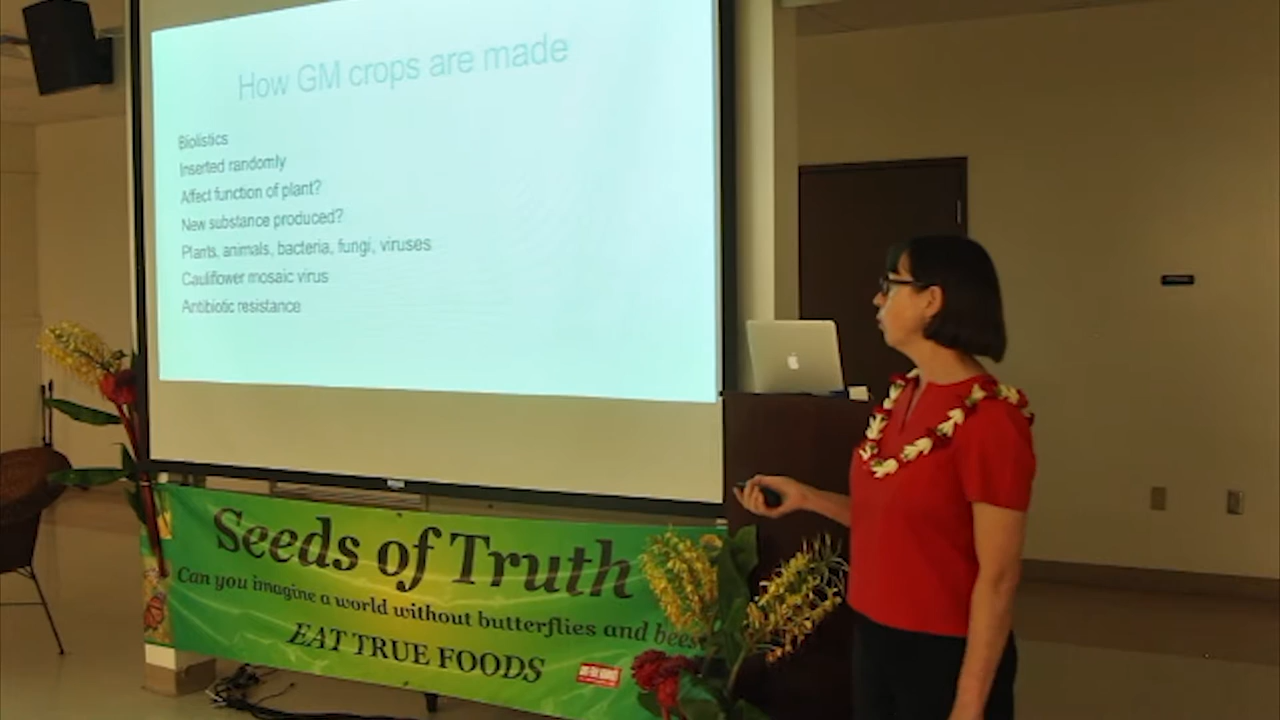 How GM crops are made
Biolistics
Inserted randomly
Affect function of plant?
New substance produced?
Plants, animals, bacteria, fungi, viruses
Cauliflower mosaic virus
Antibiotic resistance
Seeds of Truth
Can you imagine a world without butterflies and bees
EAT TRUE FOODS